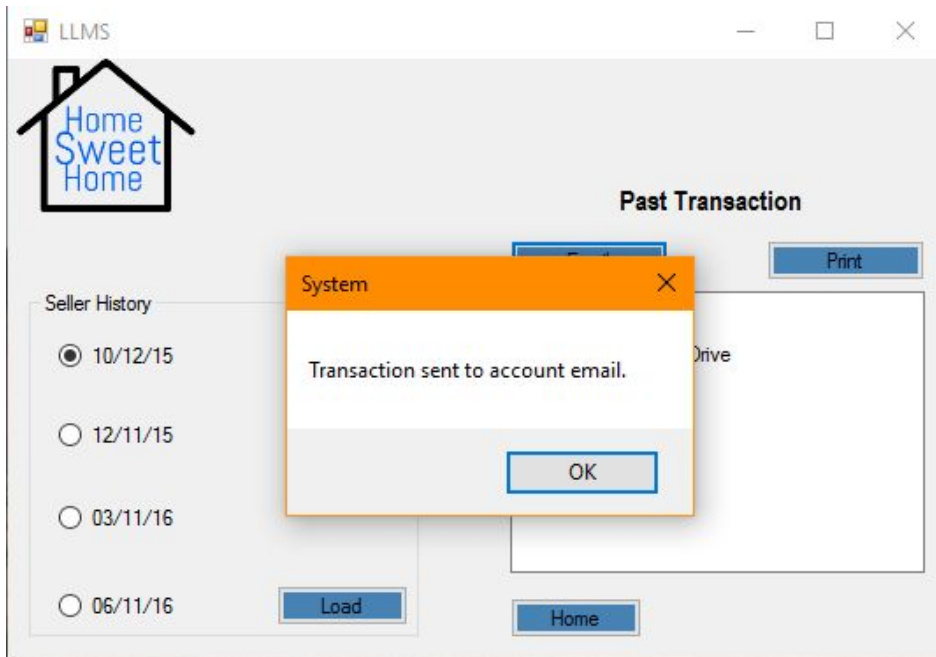 LLMS
Home
Sweet
Home
Past Transaction
Print
System
Transaction sent to account email.
OK
Seller History
10/12/15
12/11/15
03/11/16
06/11/16
Load
Drive
Home